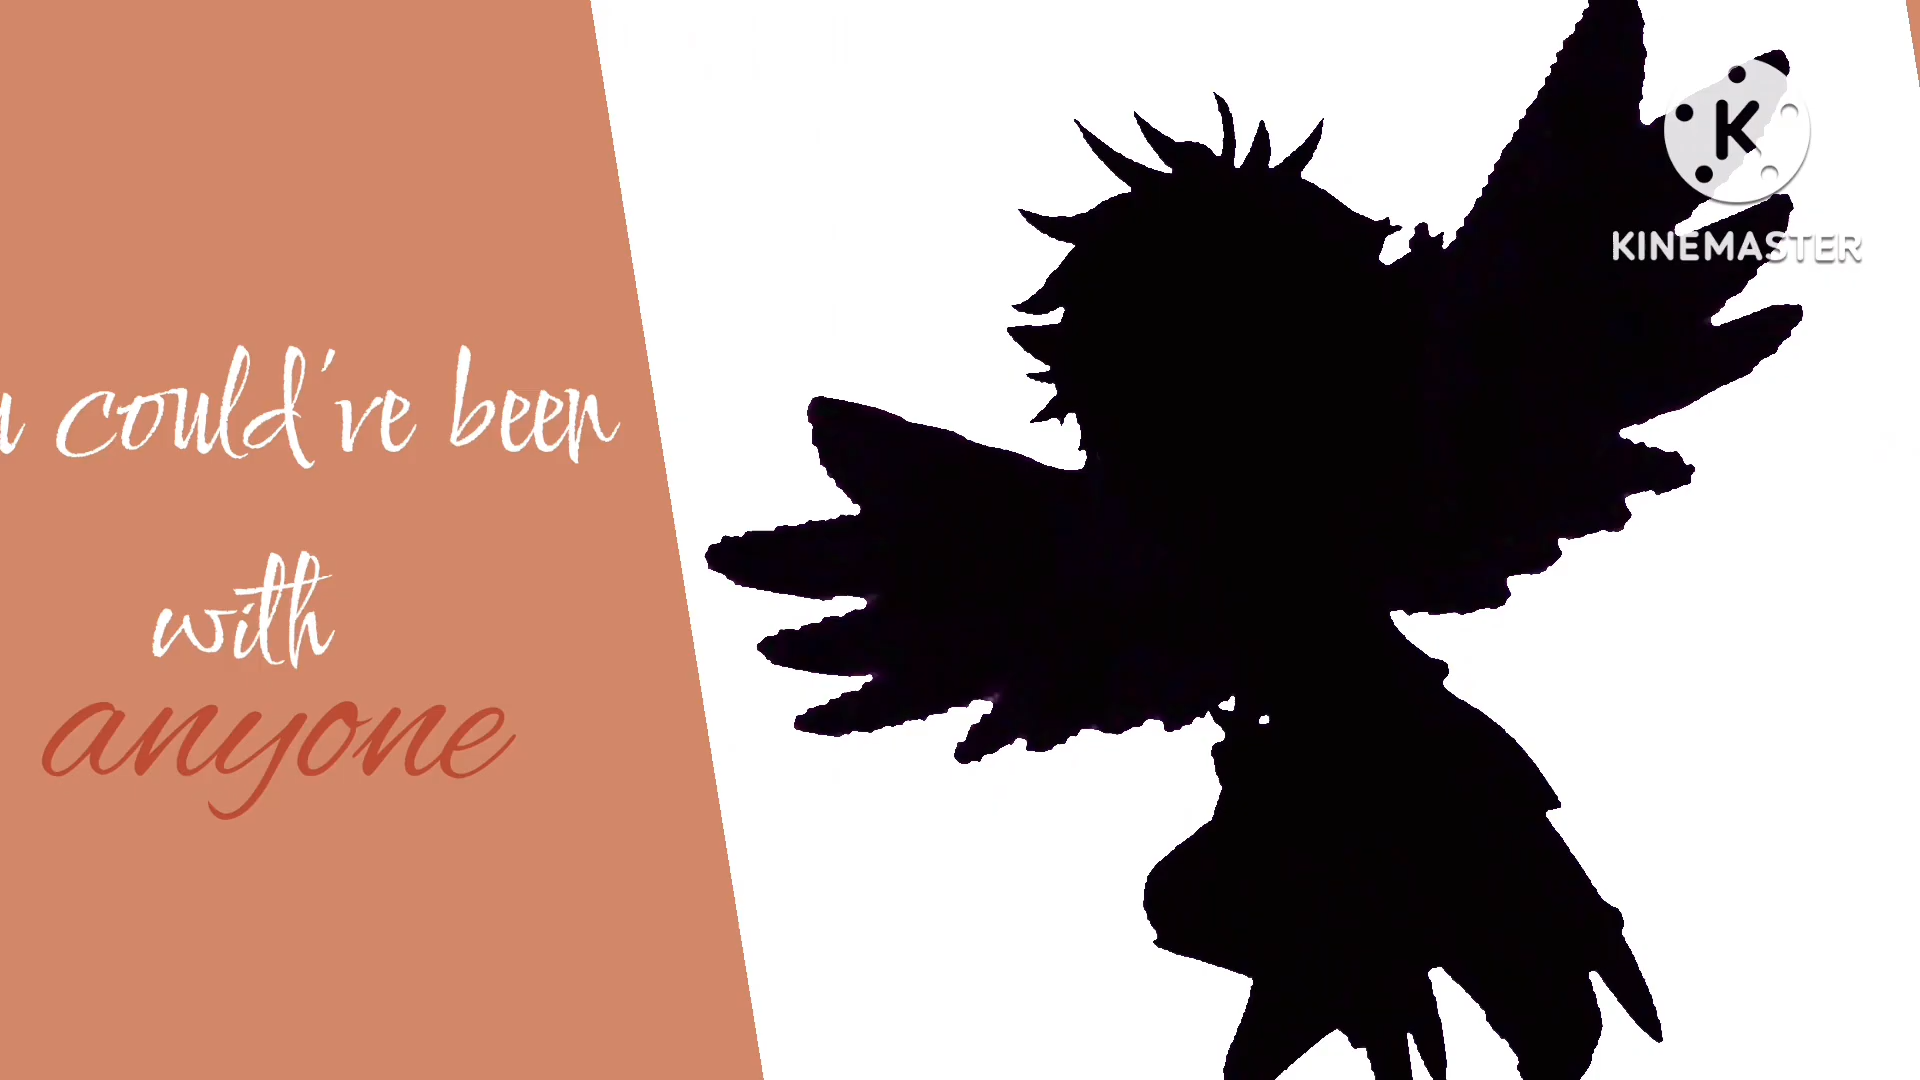 could've been
with
anyone
K
KINEMASTER